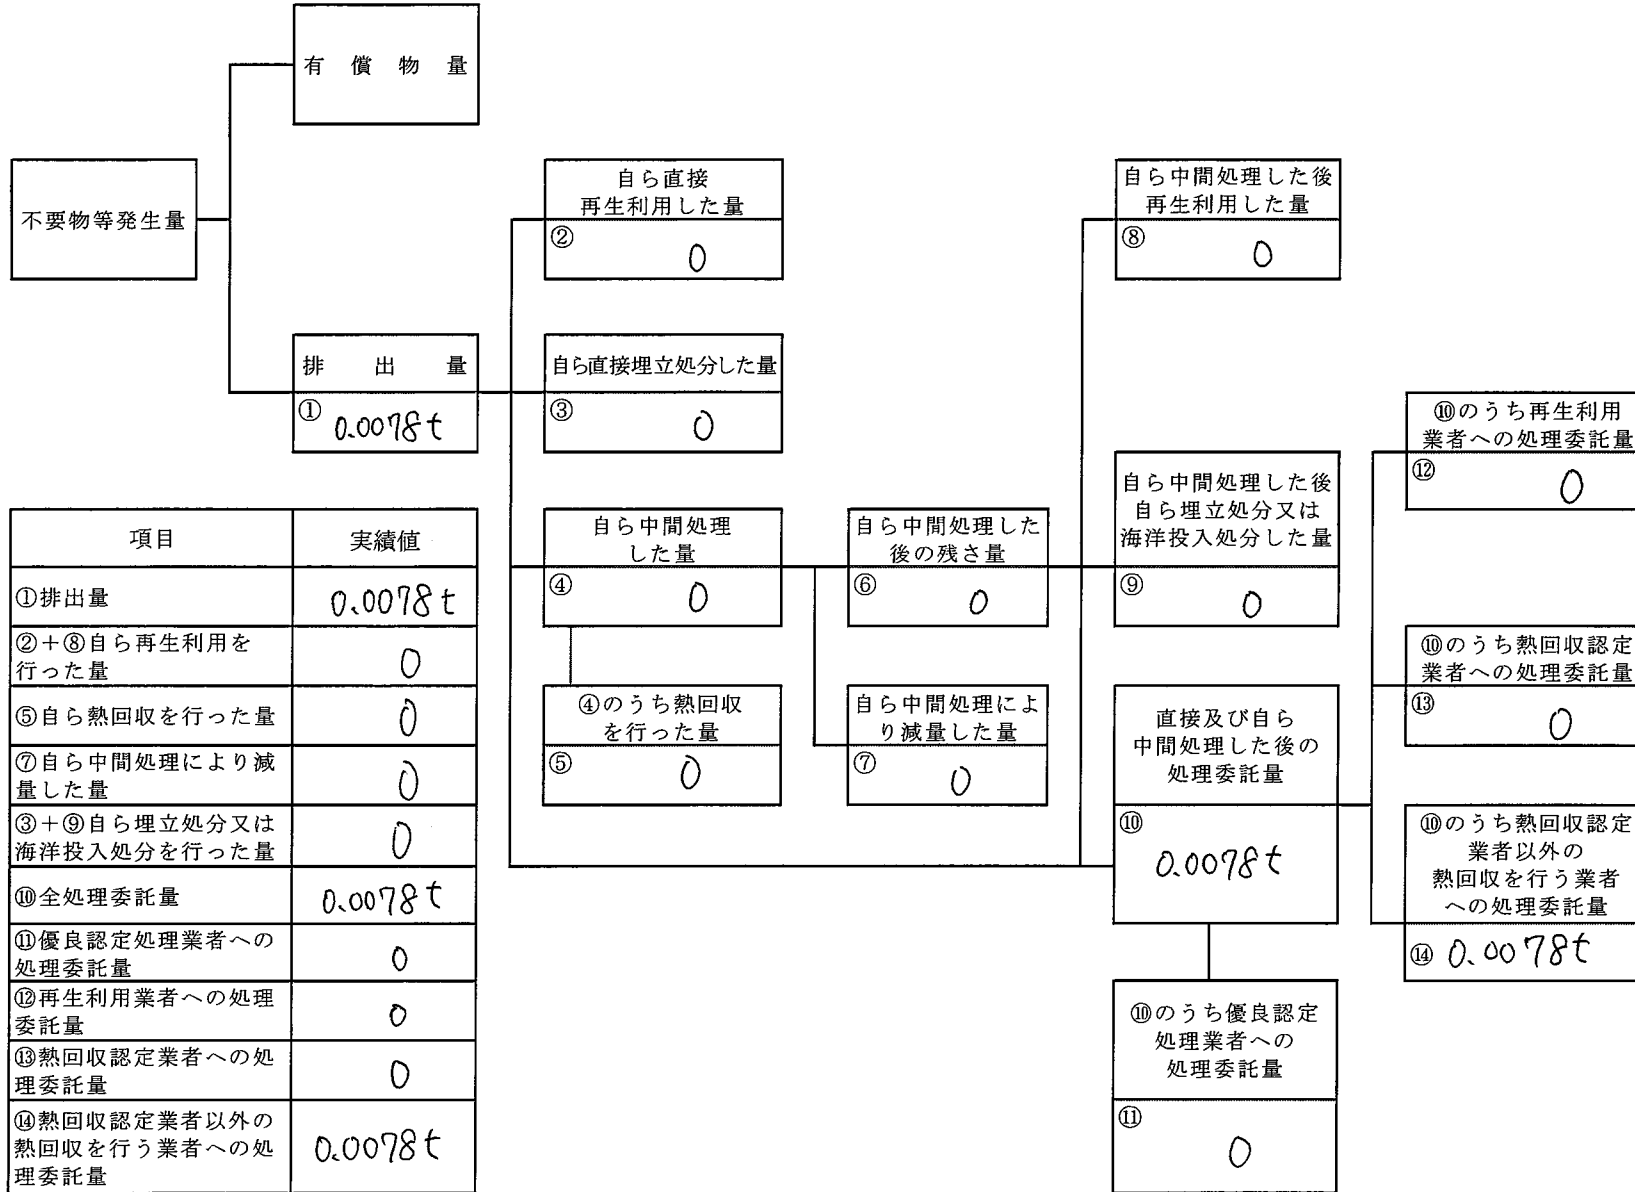 有償物量
不要物等発生量
排出量
① 0.0078t
自ら直接
再生利用した量
② 0
自ら直接埋立処分した量
③ 0
自ら中間処理
した量
④ 0
④のうち熱回収
を行った量
⑤ 0
自ら中間処理した
後の残さ量
⑥ 0
自ら中間処理によ
り減量した量
⑦ 0
自ら中間処理した後
再生利用した量
⑧ 0
自ら中間処理した後
自ら埋立処分又は
海洋投入処分した量
⑨ 0
直接及び自ら
中間処理した後の
処理委託量
⑩
0.0078t
⑩のうち優良認定
処理業者への
処理委託量
⑪
0
⑩のうち再生利用
業者への処理委託量
⑫ 0
⑩のうち熱回収認定
業者への処理委託量
⑬ 0
⑩のうち熱回収認定
業者以外の
熱回収を行う業者
への処理委託量
⑭ 0.0078t
項目 実績値
①排出量 0.0078t
②+⑧自ら再生利用を
行った量 0
⑤自ら熱回収を行った量 0
⑦自ら中間処理により減
量した量 0
③+⑨自ら埋立処分又は
海洋投入処分を行った量 0
⑩全処理委託量 0.0078t
⑪優良認定処理業者への
処理委託量 0
⑫再生利用業者への処理
委託量 0
⑬熱回収認定業者への処
理委託量 0
⑭熱回収認定業者以外の
熱回収を行う業者への処
理委託量 0.0078t